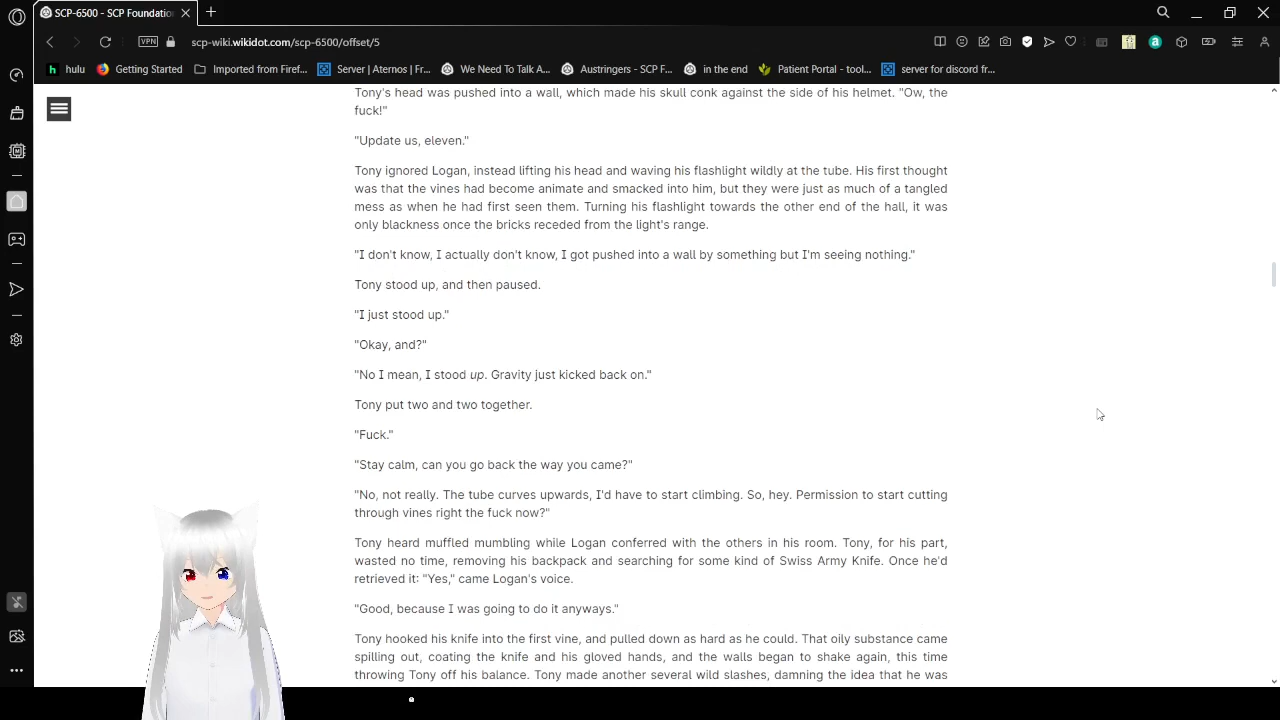 SCP-6500 - SCP Foundatio
scp-wiki.wikidot.com/scp-6500/offset/5
VPN
hulu
Getting Started
Imported from Firef...
Server | Aternos | Fr...
We Need To Talk A...
Austringers - SCP F...
in the end
Patient Portal - tool...
server for discord fr...
Tony's head was pushed into a wall, which made his skull conk against the side of his helmet. "Ow, the
fuck!"
"Update us, eleven."
Tony ignored Logan, instead lifting his head and waving his flashlight wildly at the tube. His first thought
was that the vines had become animate and smacked into him, but they were just as much of a tangled
mess as when he had first seen them. Turning his flashlight towards the other end of the hall, it was
only blackness once the bricks receded from the light's range.
"I don't know, I actually don't know, I got pushed into a wall by something but I'm seeing nothing."
Tony stood up, and then paused.
"I just stood up."
"Okay, and?"
"No I mean, I stood up. Gravity just kicked back on."
Tony put two and two together.
"Fuck."
"Stay calm, can you go back the way you came?"
"No, not really. The tube curves upwards, I'd have to start climbing. So, hey. Permission to start cutting
through vines right the fuck now?"
Tony heard muffled mumbling while Logan conferred with the others in his room. Tony, for his part,
wasted no time, removing his backpack and searching for some kind of Swiss Army Knife. Once he'd
retrieved it: "Yes," came Logan's voice.
"Good, because I was going to do it anyways."
Tony hooked his knife into the first vine, and pulled down as hard as he could. That oily substance came
spilling out, coating the knife and his gloved hands, and the walls began to shake again, this time
throwing Tony off his balance. Tony made another several wild slashes, damning the idea that he was